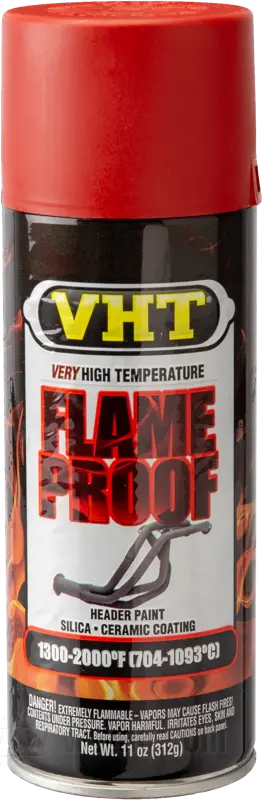 VHT
VERY HIGH TEMPERATURE
FLAME
PROOF
HEADER PAINT
SILICA • CERAMIC COATING
1300-2000°F (704-1093°C)
DANGER! EXTREMELY FLAMMABLE – VAPORS MAY CAUSE FLASH FIRES!
CONTENTS UNDER PRESSURE. VAPOR HARMFUL. IRRITATES EYES, SKIN AND
RESPIRATORY TRACT. Before using, carefully read CAUTIONS on back panel.
Net Wt. 11 oz (312g)